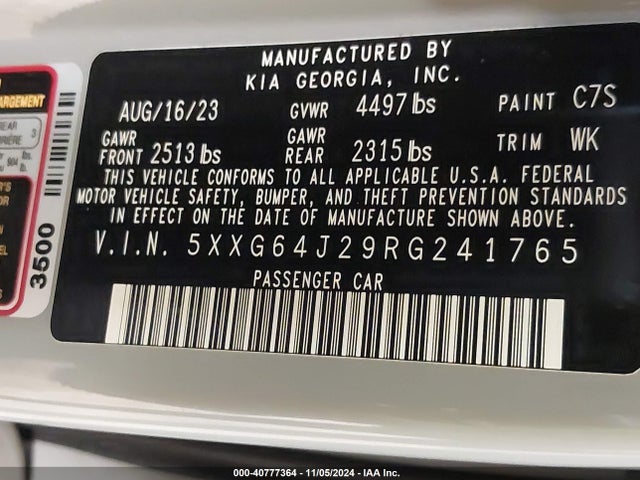 MANUFACTURED BY
KIA GEORGIA, INC.
AUG/16/23 GVWR 4497 lbs PAINT C7S
GAWR FRONT 2513 lbs GAWR REAR 2315 lbs TRIM WK
THIS VEHICLE CONFORMS TO ALL APPLICABLE U.S.A. FEDERAL
MOTOR VEHICLE SAFETY, BUMPER, AND THEFT PREVENTION STANDARDS
IN EFFECT ON THE DATE OF MANUFACTURE SHOWN ABOVE.
V.I.N. 5XXG64J29RG241765
PASSENGER CAR
3500
REAR
3
lbs.
000-40777364 - 11/05/2024 - IAA Inc.